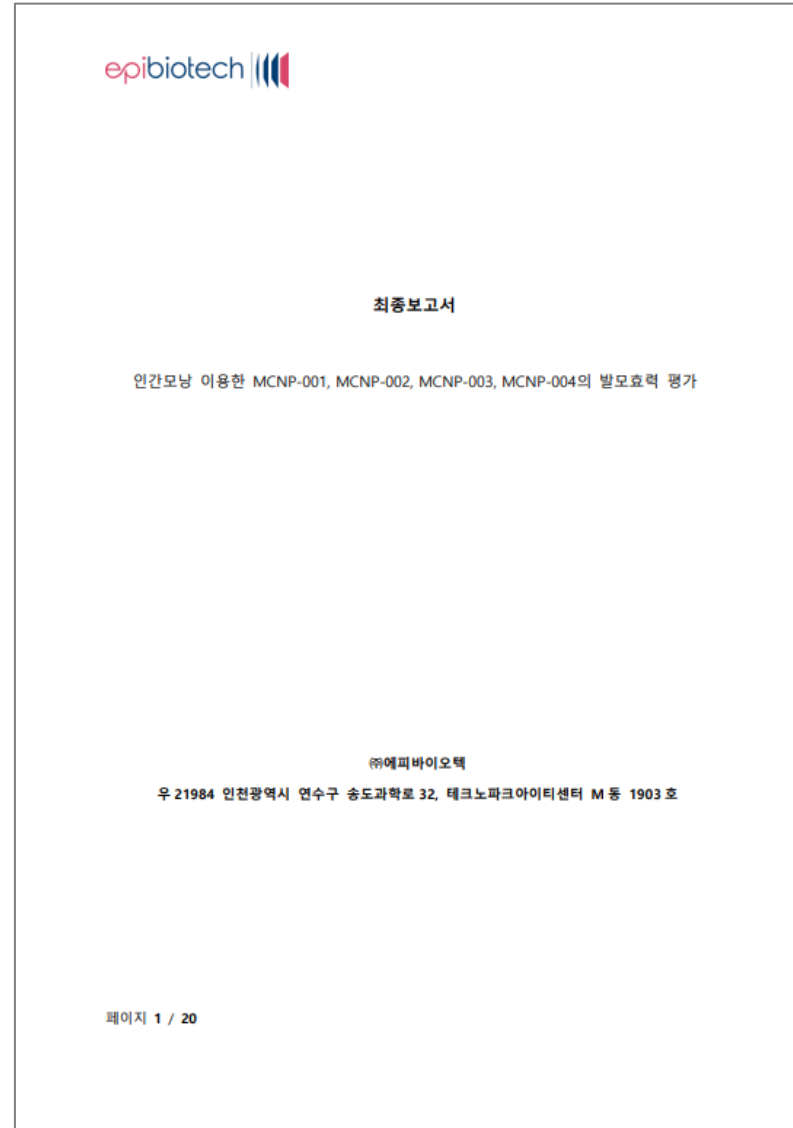 epibiotech
최종보고서
인간모낭 이용한 MCNP-001, MCNP-002, MCNP-003, MCNP-004의 발모효력 평가
㈜에피바이오텍
우 21984 인천광역시 연수구 송도과학로 32, 테크노파크아이티센터 M 동 1903 호
페이지 1 / 20